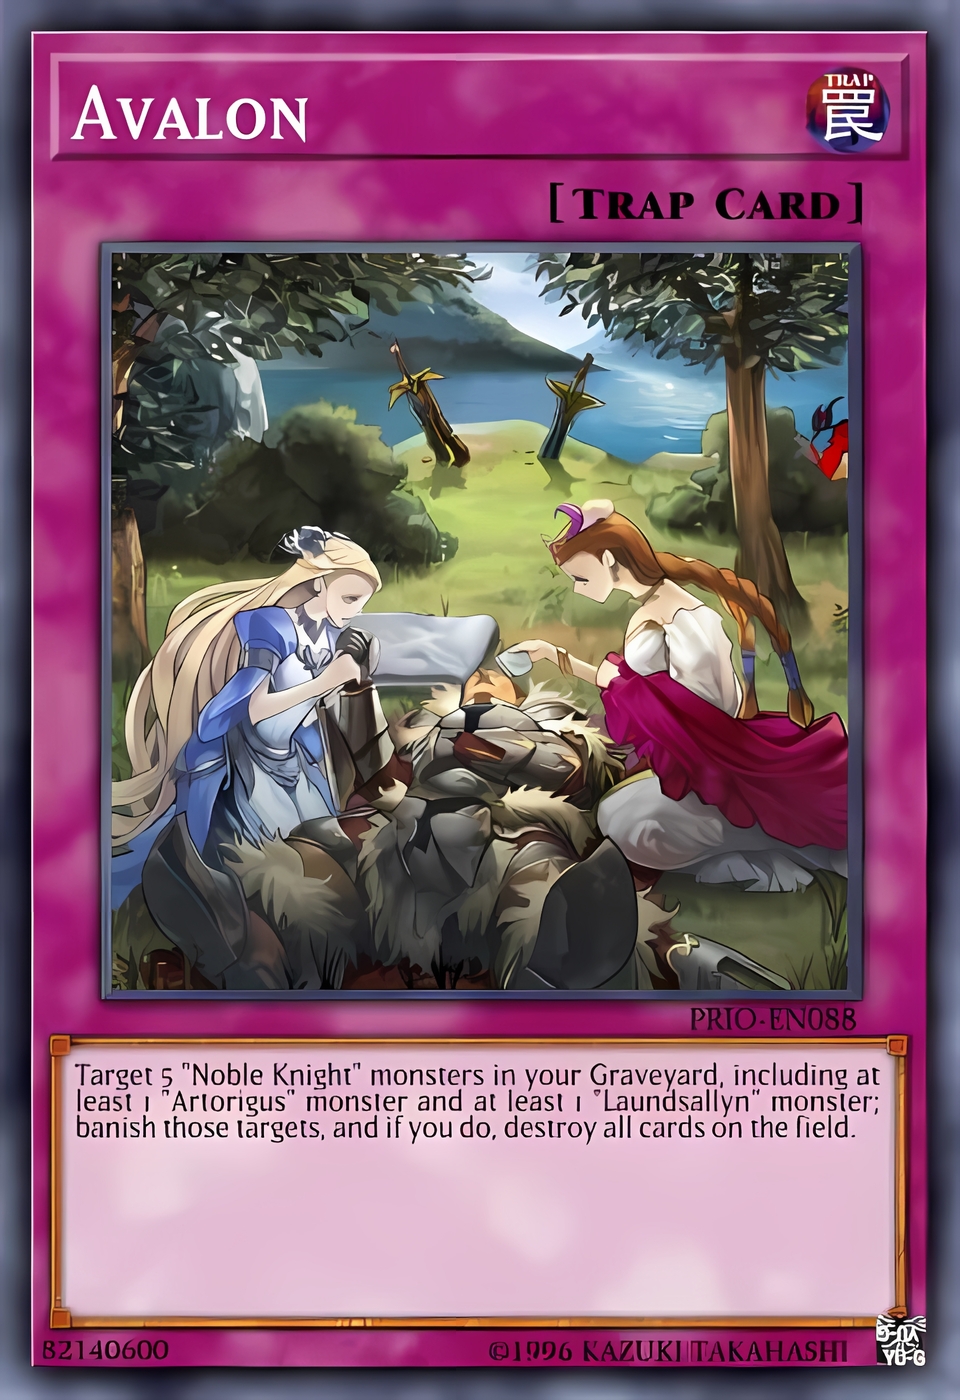 AVALON
TRAP
罠
[TRAP CARD]
PRIO-EN088
Target 5 "Noble Knight" monsters in your Graveyard, including at
least 1 "Artorigus" monster and at least 1 "Laundsallyn" monster;
banish those targets, and if you do, destroy all cards on the field.
82140600
©1996 KAZUKI TAKAHASHI